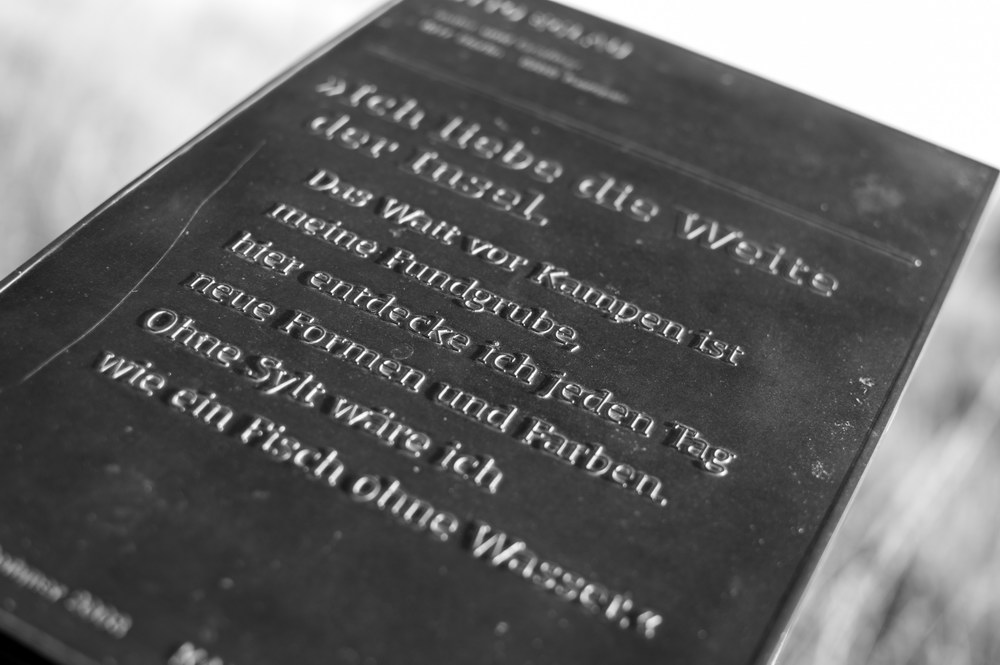 »Ich liebe die Weite
der Insel,
Das Watt vor Kampen ist
meine Fundgrube,
hier entdecke ich jeden Tag
neue Formen und Farben.
Ohne Sylt wäre ich
wie ein Fisch ohne Wasser.«
2008